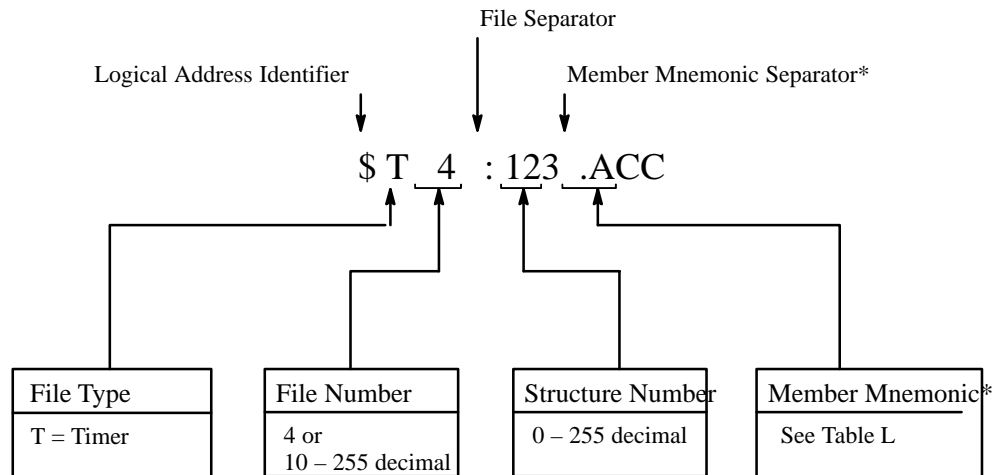 File Separator
Logical Address Identifier
Member Mnemonic Separator*
$ T 4 : 123 .ACC
File Type
T = Timer
File Number
4 or
10 – 255 decimal
Structure Number
0 – 255 decimal
Member Mnemonic*
See Table L